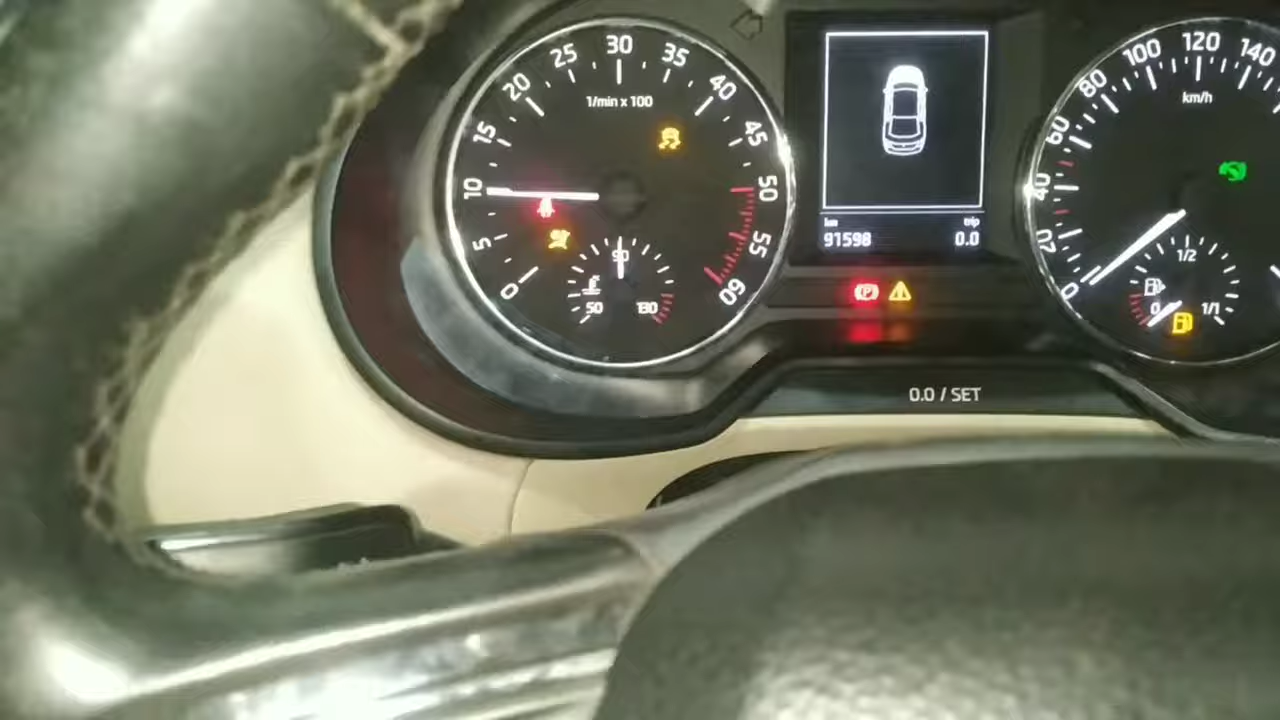 0 5 10 15 20 25 30 35 40 45 50 55 60
1/min x 100
50 90 130
km trip
91598 0.0
(P)
0.0 / SET
0 20 40 60 80 100 120 140
km/h
0 1/2 1/1